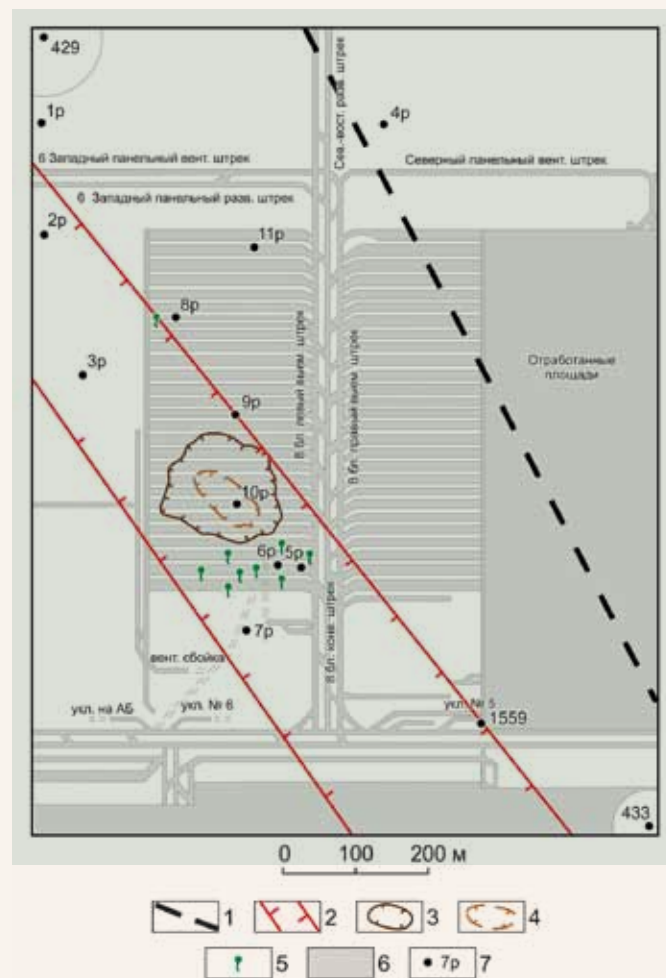 429
1р
4р
Сев.-вост. разв. штрек
6 Западный панельный вент. штрек
Северный панельный вент. штрек
6 Западный панельный разв. штрек
2р
11р
8р
3р
8 бл. левый выем. штрек
8 бл. правый выем. штрек
Отработанные
площади
9р
10р
6р 5р
7р
8 бл. конв. штрек
вент. сбойка
укл. на АБ
укл. № 6
укл. № 5
1559
433
0 100 200 м
1 2 3 4
5 6 7р 7